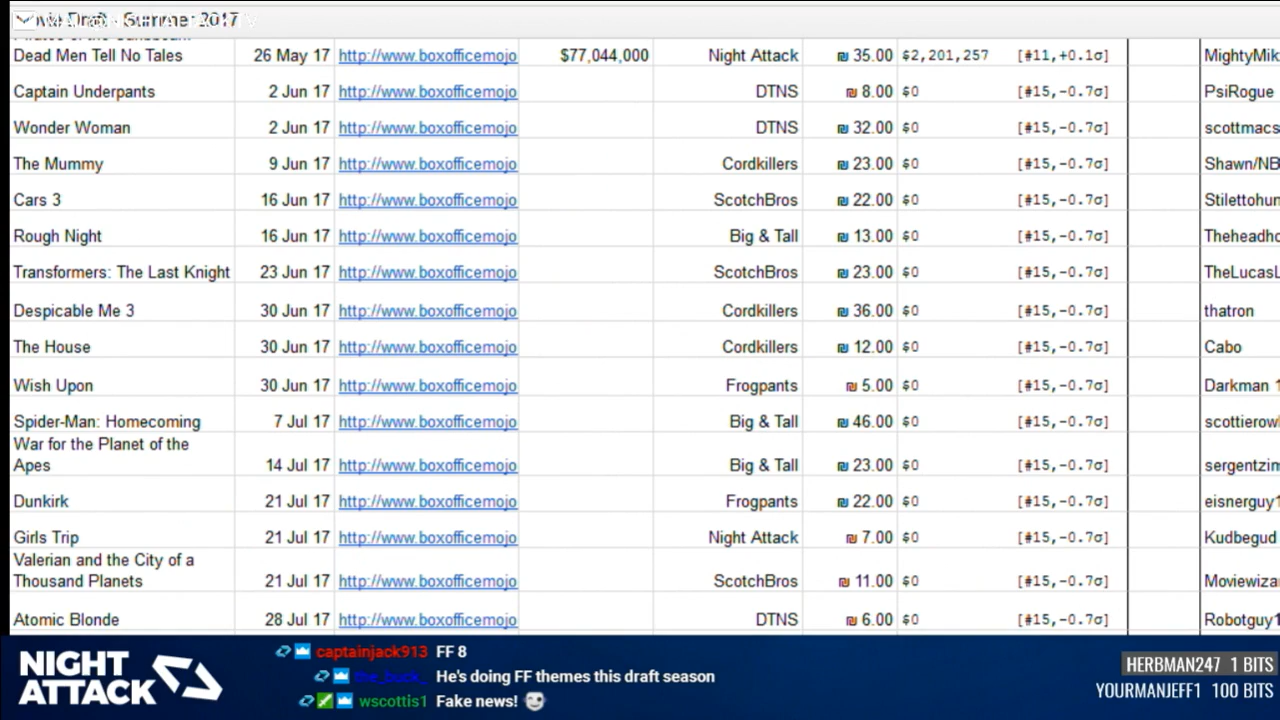 Movie Draft - Summer 2017
Dead Men Tell No Tales 26 May 17 http://www.boxofficemojo $77,044,000 Night Attack ₪ 35.00 $2,201,257 [#11,+0.1σ] MightyMik
Captain Underpants 2 Jun 17 http://www.boxofficemojo DTNS ₪ 8.00 $0 [#15,-0.7σ] PsiRogue
Wonder Woman 2 Jun 17 http://www.boxofficemojo DTNS ₪ 32.00 $0 [#15,-0.7σ] scottmacs
The Mummy 9 Jun 17 http://www.boxofficemojo Cordkillers ₪ 23.00 $0 [#15,-0.7σ] Shawn/NB
Cars 3 16 Jun 17 http://www.boxofficemojo ScotchBros ₪ 22.00 $0 [#15,-0.7σ] Stilettohun
Rough Night 16 Jun 17 http://www.boxofficemojo Big & Tall ₪ 13.00 $0 [#15,-0.7σ] Theheadho
Transformers: The Last Knight 23 Jun 17 http://www.boxofficemojo ScotchBros ₪ 23.00 $0 [#15,-0.7σ] TheLucasL
Despicable Me 3 30 Jun 17 http://www.boxofficemojo Cordkillers ₪ 36.00 $0 [#15,-0.7σ] thatron
The House 30 Jun 17 http://www.boxofficemojo Cordkillers ₪ 12.00 $0 [#15,-0.7σ] Cabo
Wish Upon 30 Jun 17 http://www.boxofficemojo Frogpants ₪ 5.00 $0 [#15,-0.7σ] Darkman 1
Spider-Man: Homecoming 7 Jul 17 http://www.boxofficemojo Big & Tall ₪ 46.00 $0 [#15,-0.7σ] scottierow
War for the Planet of the
Apes 14 Jul 17 http://www.boxofficemojo Big & Tall ₪ 23.00 $0 [#15,-0.7σ] sergentzim
Dunkirk 21 Jul 17 http://www.boxofficemojo Frogpants ₪ 22.00 $0 [#15,-0.7σ] eisnerguy1
Girls Trip 21 Jul 17 http://www.boxofficemojo Night Attack ₪ 7.00 $0 [#15,-0.7σ] Kudbegud
Valerian and the City of a
Thousand Planets 21 Jul 17 http://www.boxofficemojo ScotchBros ₪ 11.00 $0 [#15,-0.7σ] Moviewiza
Atomic Blonde 28 Jul 17 http://www.boxofficemojo DTNS ₪ 6.00 $0 [#15,-0.7σ] Robotguy1
NIGHT
ATTACK
captainjack913 FF 8
the_buck_ He's doing FF themes this draft season
wscottis1 Fake news!
HERBMAN247 1 BITS
YOURMANJEFF1 100 BITS